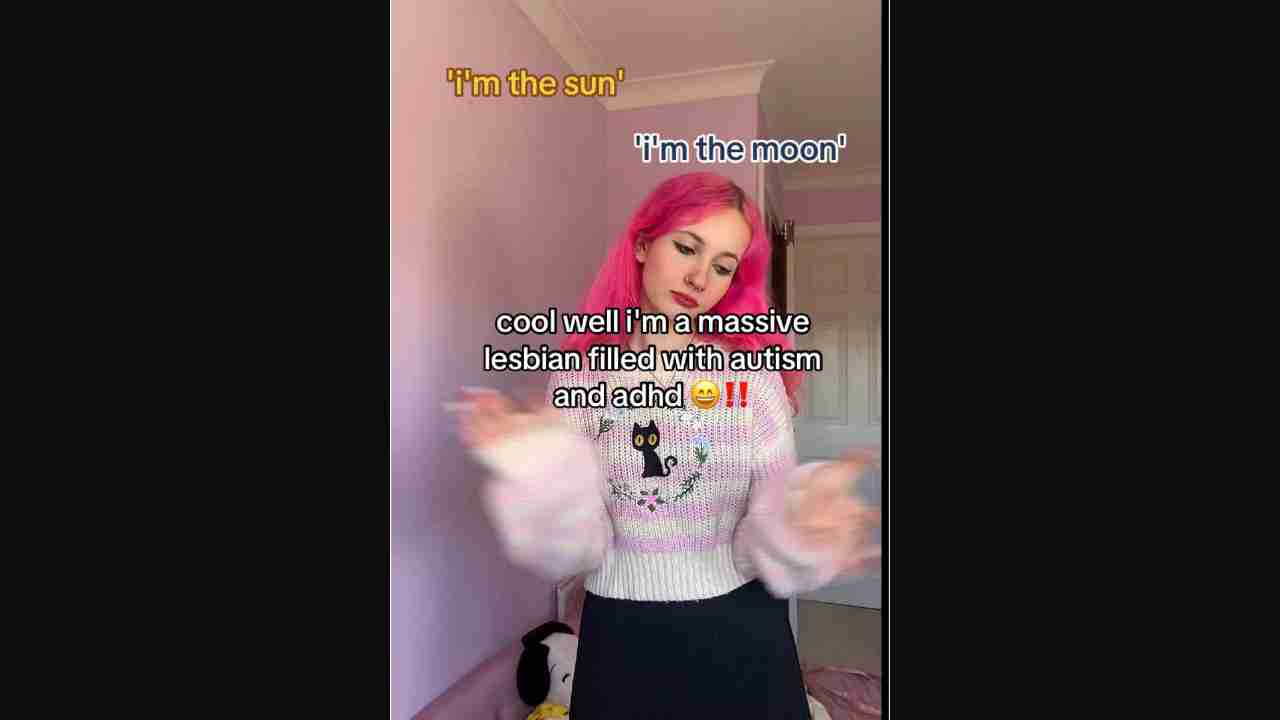 'i'm the sun'
'i'm the moon'
cool well i'm a massive
lesbian filled with autism
and adhd 😄‼️